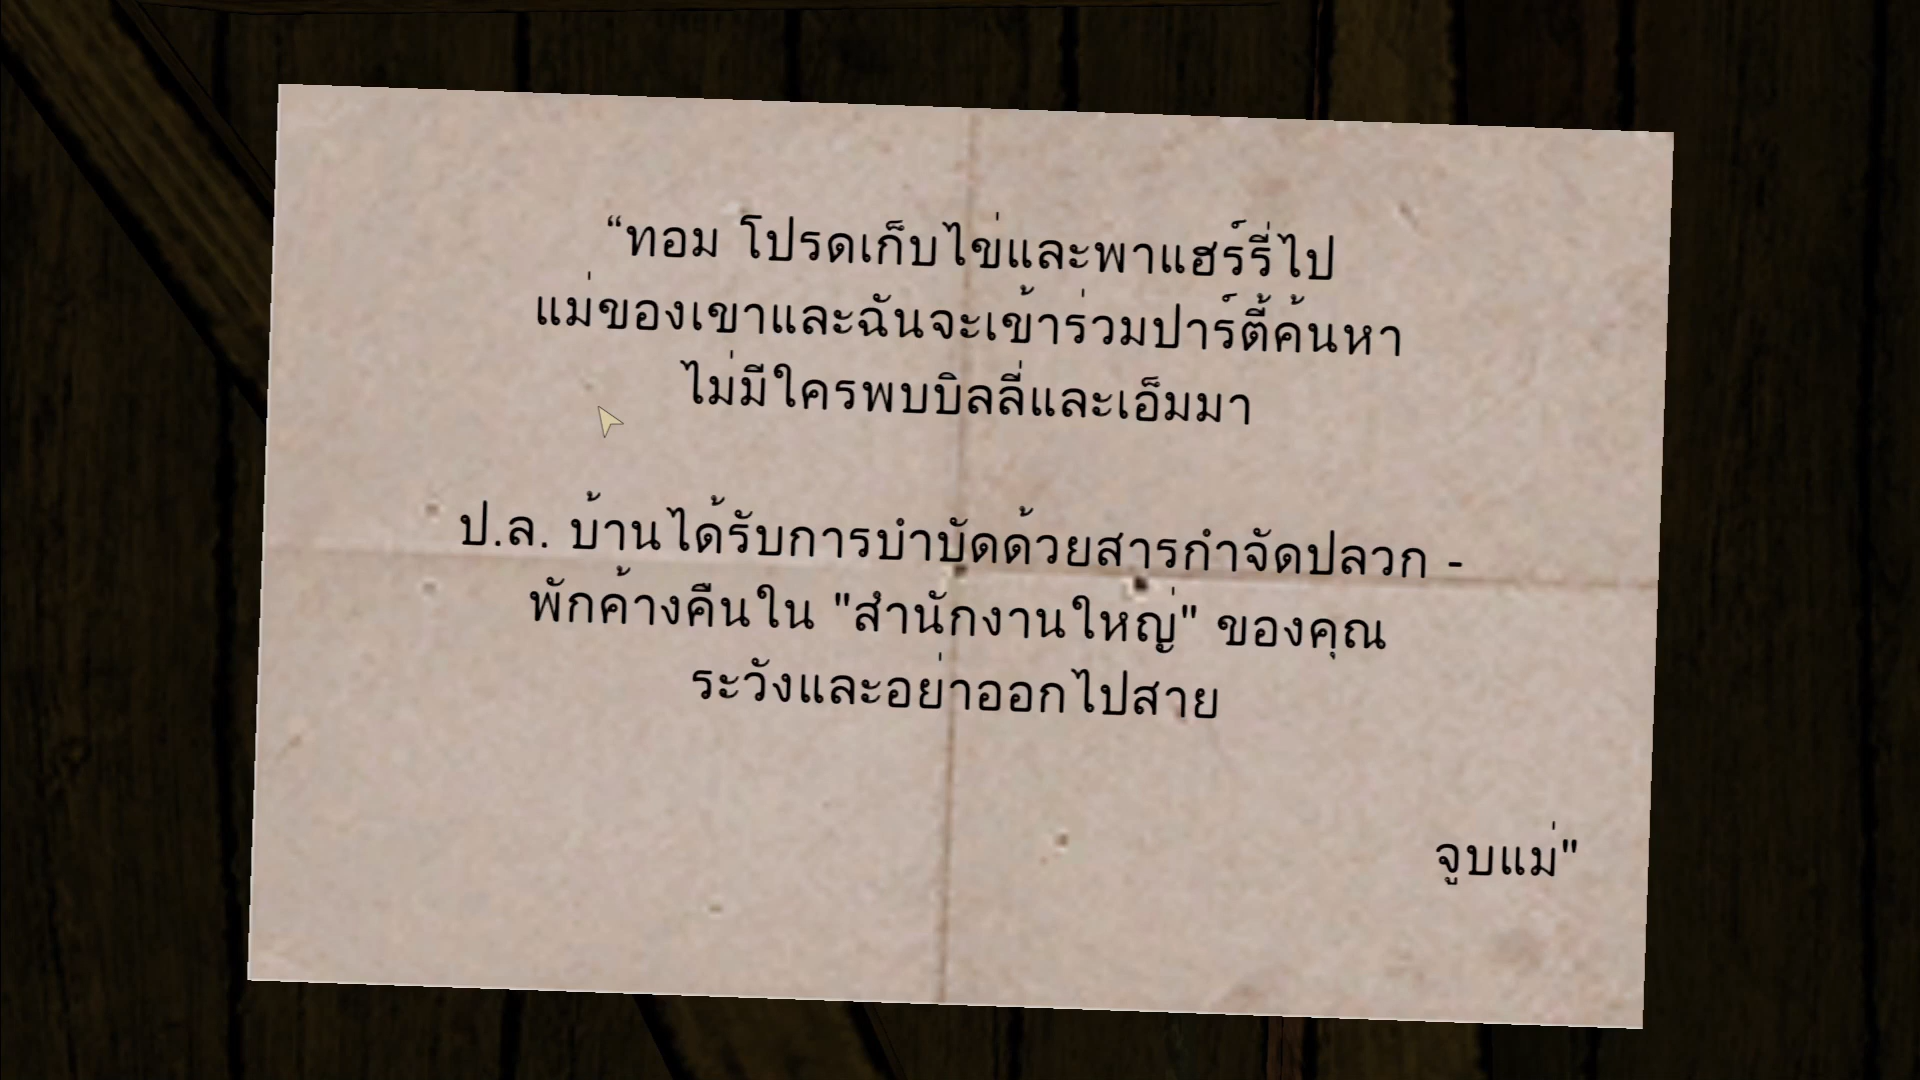 “ทอม โปรดเก็บไข่และพาแฮร์รี่ไป
แม่ของเขาและฉันจะเข้าร่วมปาร์ตี้ค้นหา
ไม่มีใครพบบิลลี่และเอ็มมา
ป.ล. บ้านได้รับการบำบัดด้วยสารกำจัดปลวก -
พักค้างคืนใน "สำนักงานใหญ่" ของคุณ
ระวังและอย่าออกไปสาย
จูบแม่"